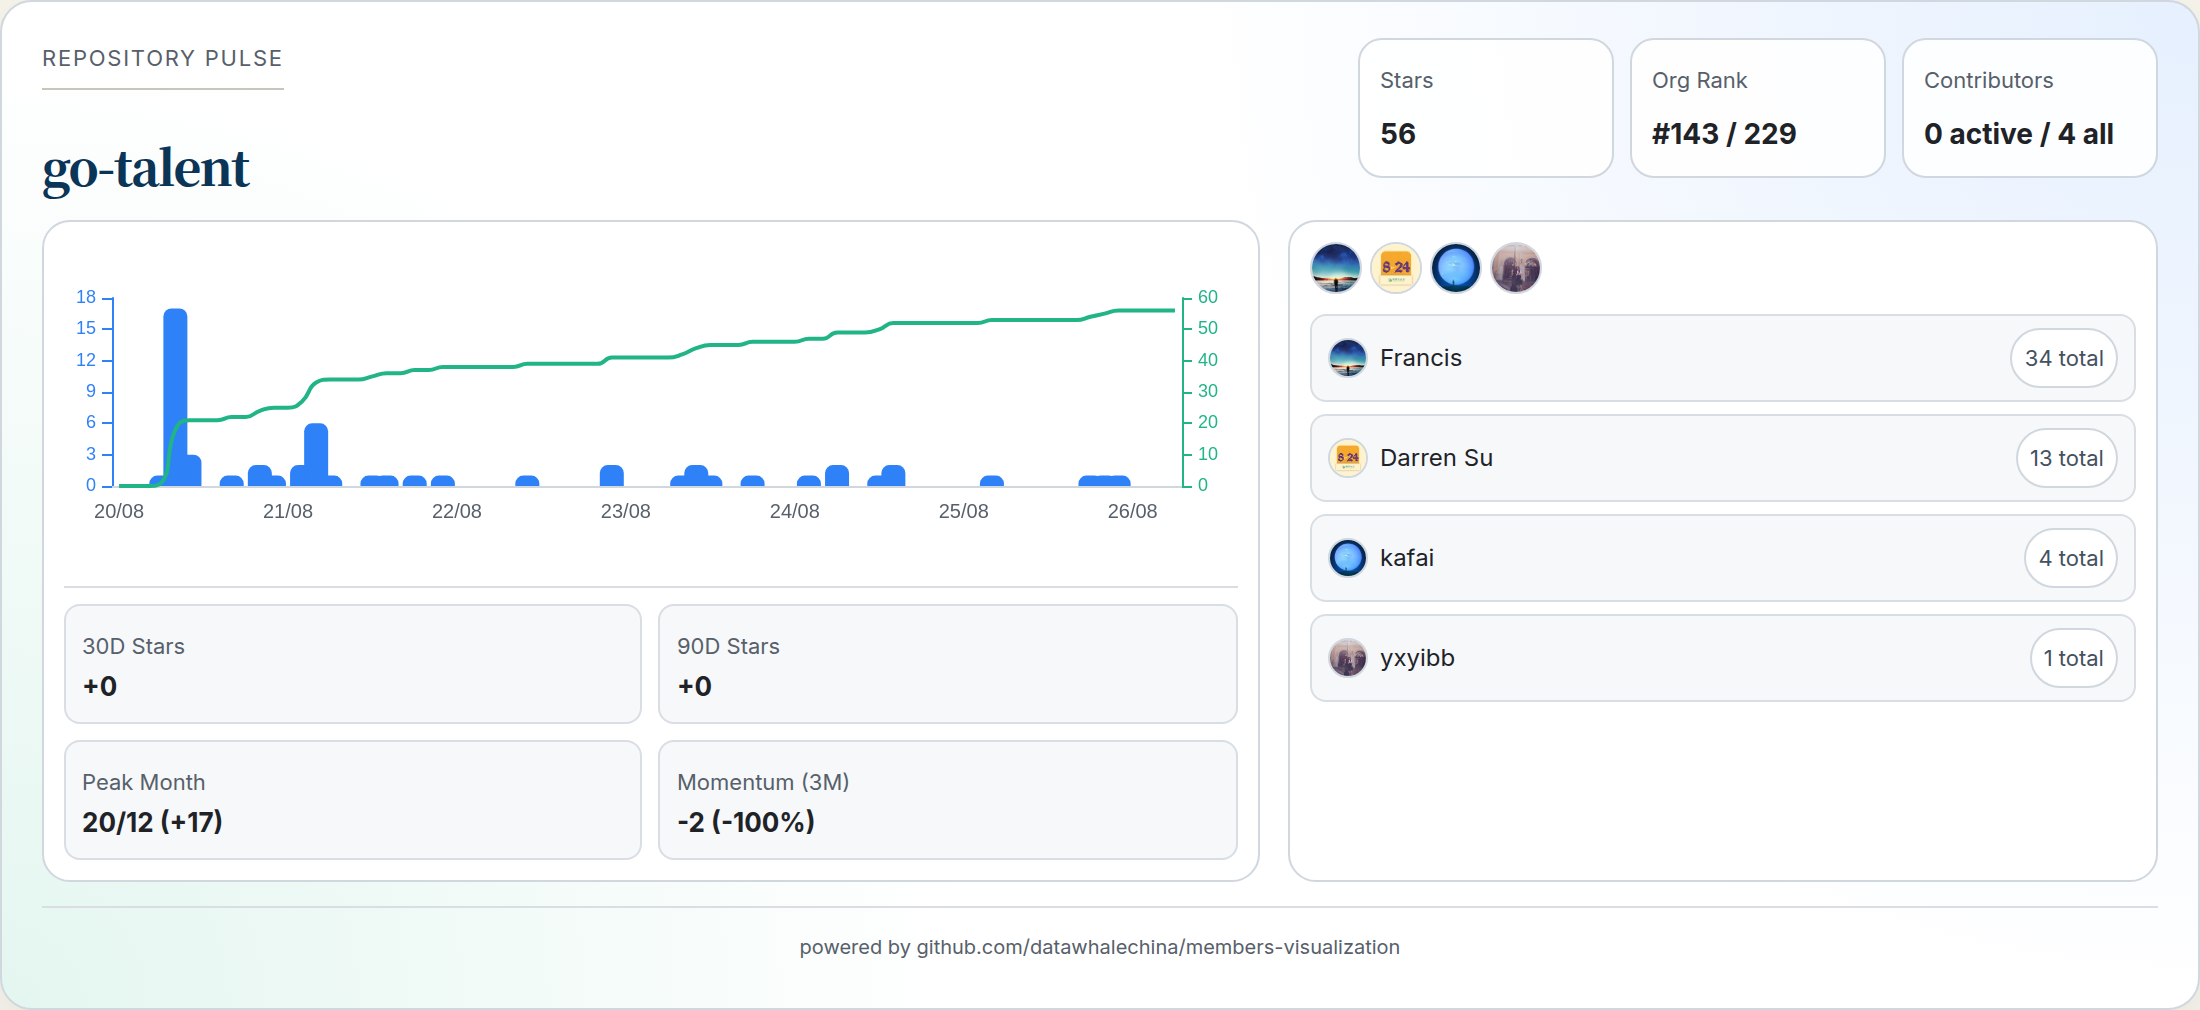 REPOSITORY PULSE
go-talent
Stars
56
Org Rank
#143 / 229
Contributors
0 active / 4 all
18
15
12
9
6
3
0
60
50
40
30
20
10
0
20/08
21/08
22/08
23/08
24/08
25/08
26/08
30D Stars
+0
90D Stars
+0
Peak Month
20/12 (+17)
Momentum (3M)
-2 (-100%)
8 24
Francis
34 total
8 24
Darren Su
13 total
kafai
4 total
yxyibb
1 total
powered by github.com/datawhalechina/members-visualization